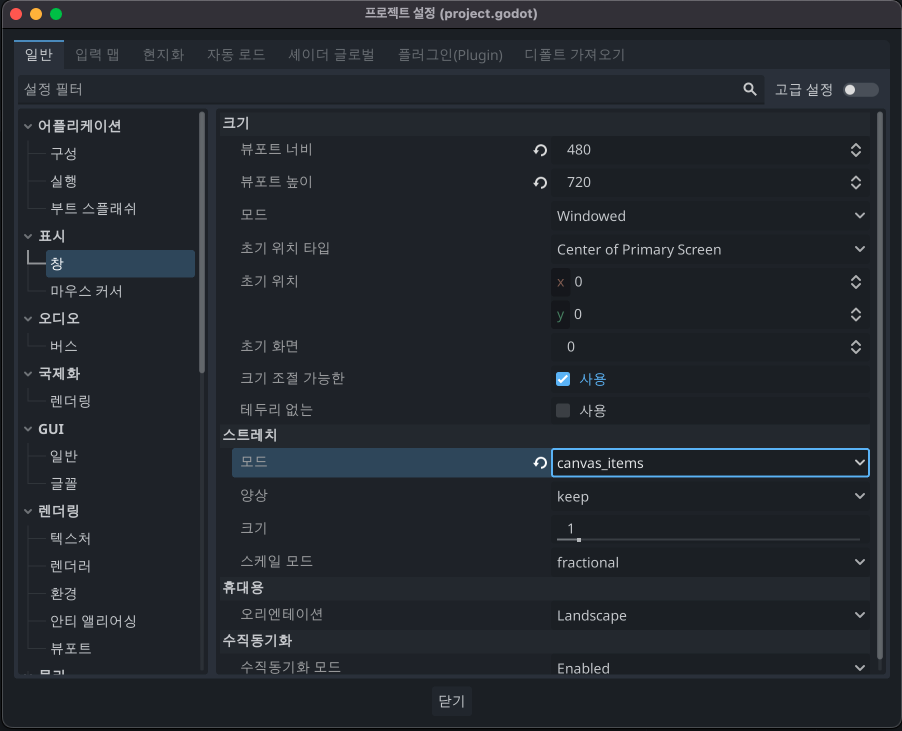 프로젝트 설정 (project.godot)
일반 입력 맵 현지화 자동 로드 셰이더 글로벌 플러그인(Plugin) 디폴트 가져오기
설정 필터 고급 설정
어플리케이션
구성
실행
부트 스플래쉬
표시
창
마우스 커서
오디오
버스
국제화
렌더링
GUI
일반
글꼴
렌더링
텍스처
렌더러
환경
안티 앨리어싱
뷰포트
크기
뷰포트 너비 480
뷰포트 높이 720
모드 Windowed
초기 위치 타입 Center of Primary Screen
초기 위치 x 0
y 0
초기 화면 0
크기 조절 가능한 사용
테두리 없는 사용
스트레치
모드 canvas_items
양상 keep
크기 1
스케일 모드 fractional
휴대용
오리엔테이션 Landscape
수직동기화
수직동기화 모드 Enabled
닫기